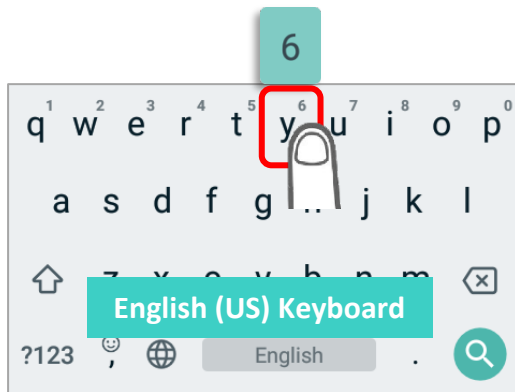 6
1 2 3 4 5 6 7 8 9 0
q w e r t y u i o p
a s d f g h j k l
z x c v b n m
English (US) Keyboard
?123 , English .